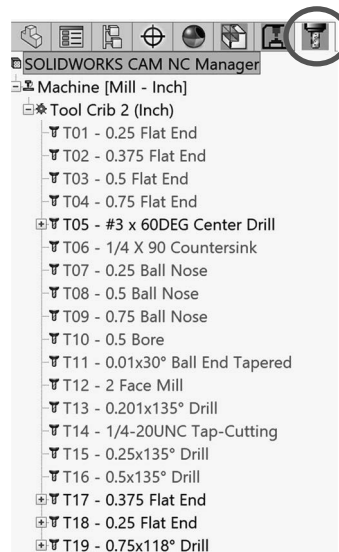 SOLIDWORKS CAM NC Manager
Machine [Mill - Inch]
Tool Crib 2 (Inch)
T01 - 0.25 Flat End
T02 - 0.375 Flat End
T03 - 0.5 Flat End
T04 - 0.75 Flat End
T05 - #3 x 60DEG Center Drill
T06 - 1/4 X 90 Countersink
T07 - 0.25 Ball Nose
T08 - 0.5 Ball Nose
T09 - 0.75 Ball Nose
T10 - 0.5 Bore
T11 - 0.01x30° Ball End Tapered
T12 - 2 Face Mill
T13 - 0.201x135° Drill
T14 - 1/4-20UNC Tap-Cutting
T15 - 0.25x135° Drill
T16 - 0.5x135° Drill
T17 - 0.375 Flat End
T18 - 0.25 Flat End
T19 - 0.75x118° Drill